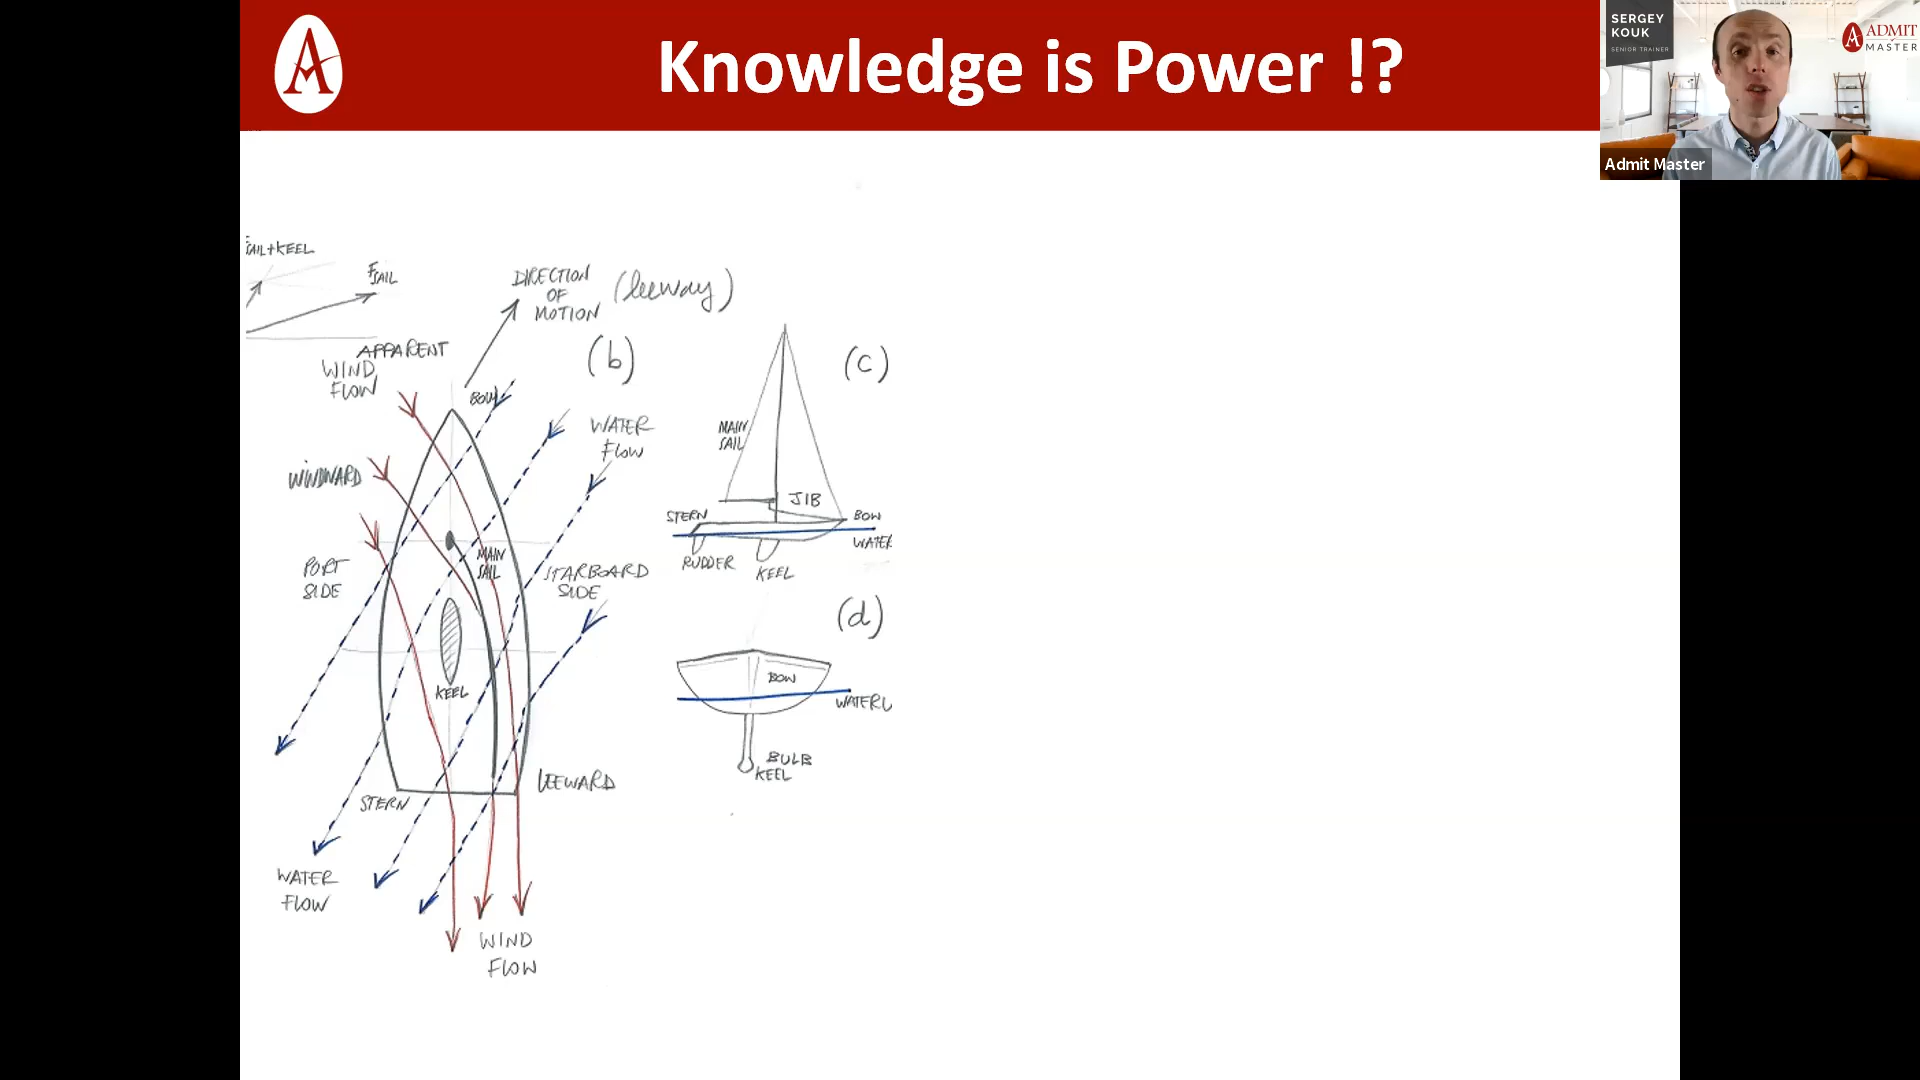 Knowledge is Power !?
SERGEY
KOUK
SENIOR TRAINER
ADMIT
MASTER
Admit Master
SAIL+KEEL
FSAIL
DIRECTION
OF
MOTION
(leeway)
APPARENT
WIND
FLOW
(b)
(c)
BOW
WATER
FLOW
MAIN
SAIL
WINDWARD
JIB
STERN
BOW
WATER
RUDDER
KEEL
PORT
SIDE
MAIN
SAIL
STARBOARD
SIDE
(d)
KEEL
BOW
WATERL
BULB
KEEL
LEEWARD
STERN
WATER
FLOW
WIND
FLOW